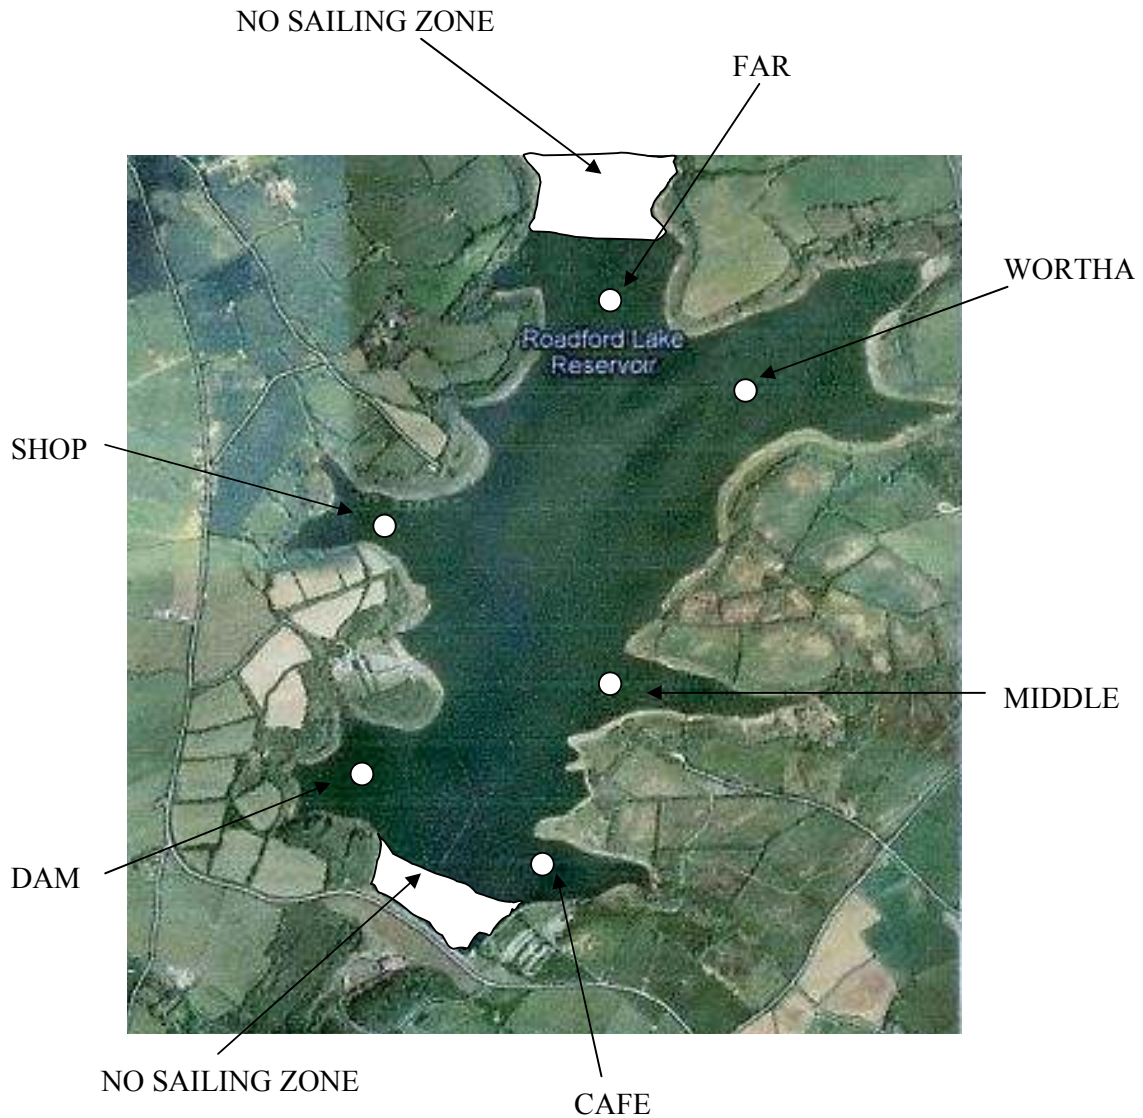 NO SAILING ZONE
FAR
WORTHA
Roadford Lake
Reservoir
SHOP
MIDDLE
DAM
NO SAILING ZONE
CAFE